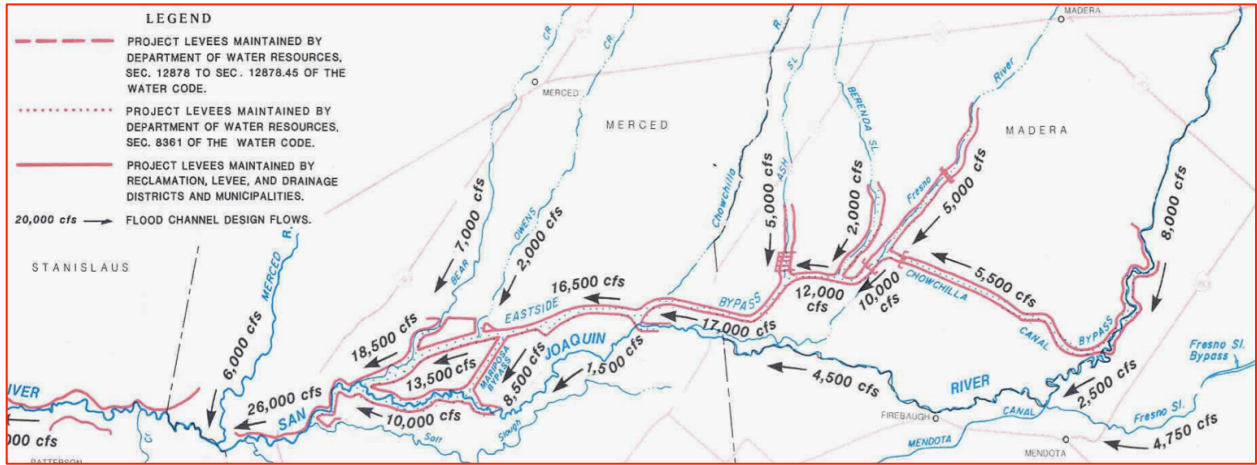 LEGEND
PROJECT LEVEES MAINTAINED BY
DEPARTMENT OF WATER RESOURCES,
SEC. 12878 TO SEC. 12878.45 OF THE
WATER CODE.
PROJECT LEVEES MAINTAINED BY
DEPARTMENT OF WATER RESOURCES,
SEC. 8361 OF THE WATER CODE.
PROJECT LEVEES MAINTAINED BY
RECLAMATION, LEVEE, AND DRAINAGE
DISTRICTS AND MUNICIPALITIES.
20,000 cfs
FLOOD CHANNEL DESIGN FLOWS.
STANISLAUS
MERCED R.
6,000 cfs
IVER
000 cfs
PATTERSON
26,000 cfs
SAN
18,500 cfs
7,000 cfs
BEAR
CR.
MERCED
OWENS
CR.
2,000 cfs
MERCED
16,500 cfs
EASTSIDE
BYPASS
13,500 cfs
MARIPOSA
BYPASS
8,500 cfs
10,000 cfs
Salt
Slough
JOAQUIN
1,500 cfs
17,000 cfs
Chowchilla
R.
5,000 cfs
ASH
SL.
2,000 cfs
BERENDA SL.
12,000
cfs
10,000
cfs
Fresno
River
5,000 cfs
MADERA
MADERA
5,500 cfs
CHOWCHILLA
CANAL
BYPASS
8,000 cfs
2,500 cfs
4,500 cfs
RIVER
FIREBAUGH
CANAL
MENDOTA
MENDOTA
Fresno Sl.
Bypass
Fresno Sl.
4,750 cfs